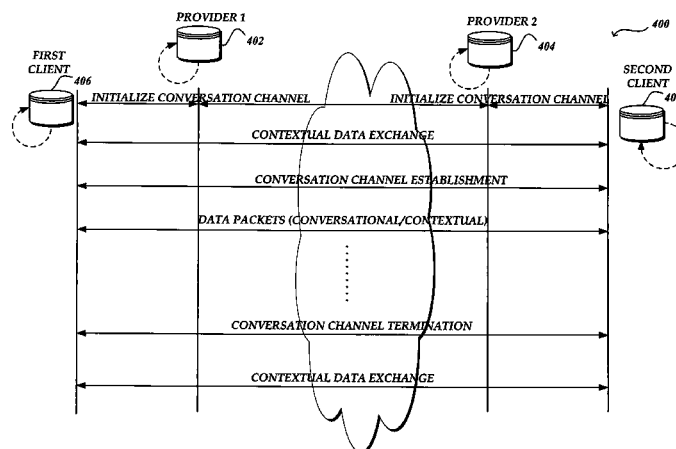 PROVIDER 1
402
PROVIDER 2
404
400
FIRST
CLIENT
406
SECOND
CLIENT
40
INITIALIZE CONVERSATION CHANNEL
INITIALIZE CONVERSATION CHANNEL
CONTEXTUAL DATA EXCHANGE
CONVERSATION CHANNEL ESTABLISHMENT
DATA PACKETS (CONVERSATIONAL/CONTEXTUAL)
CONVERSATION CHANNEL TERMINATION
CONTEXTUAL DATA EXCHANGE